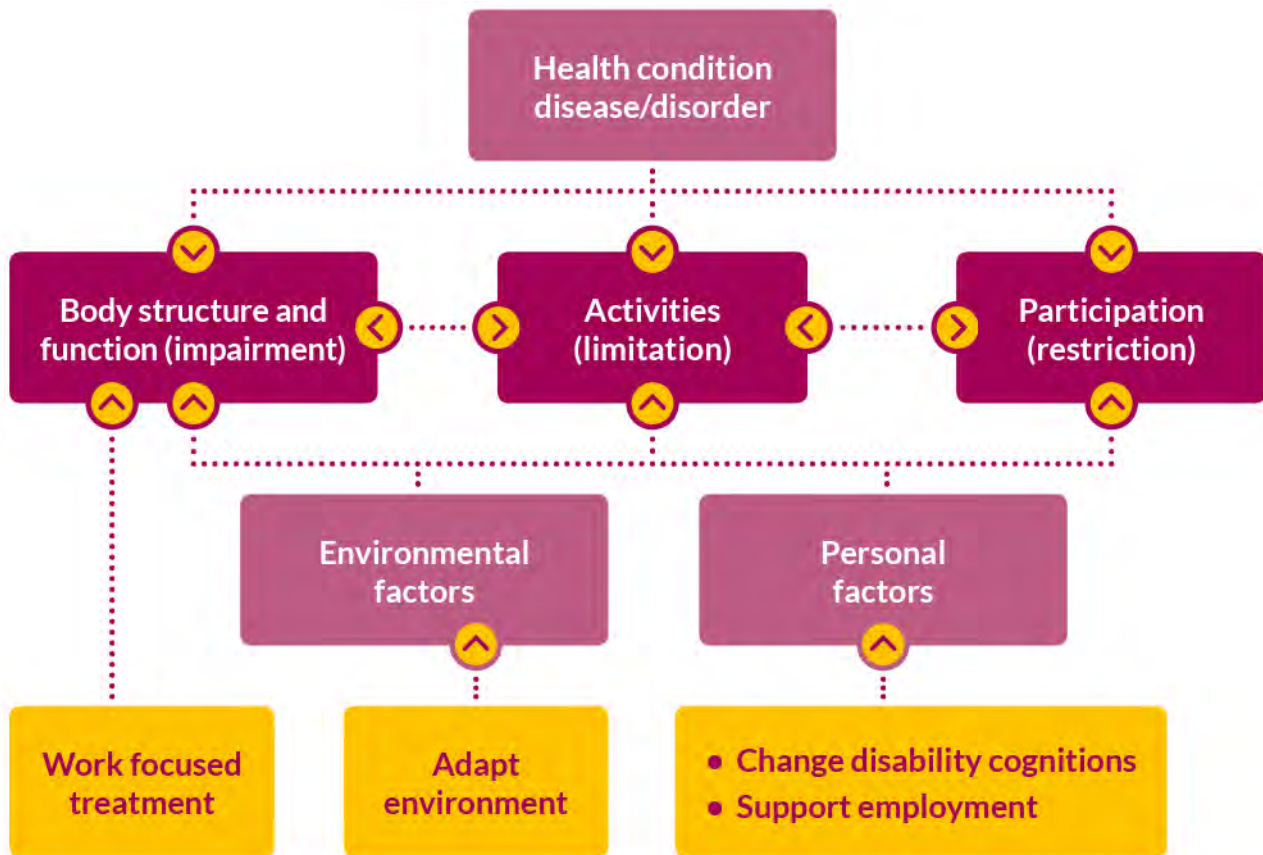 Health condition
disease/disorder
Body structure and
function (impairment)
Activities
(limitation)
Participation
(restriction)
Environmental
factors
Personal
factors
Work focused
treatment
Adapt
environment
• Change disability cognitions
• Support employment